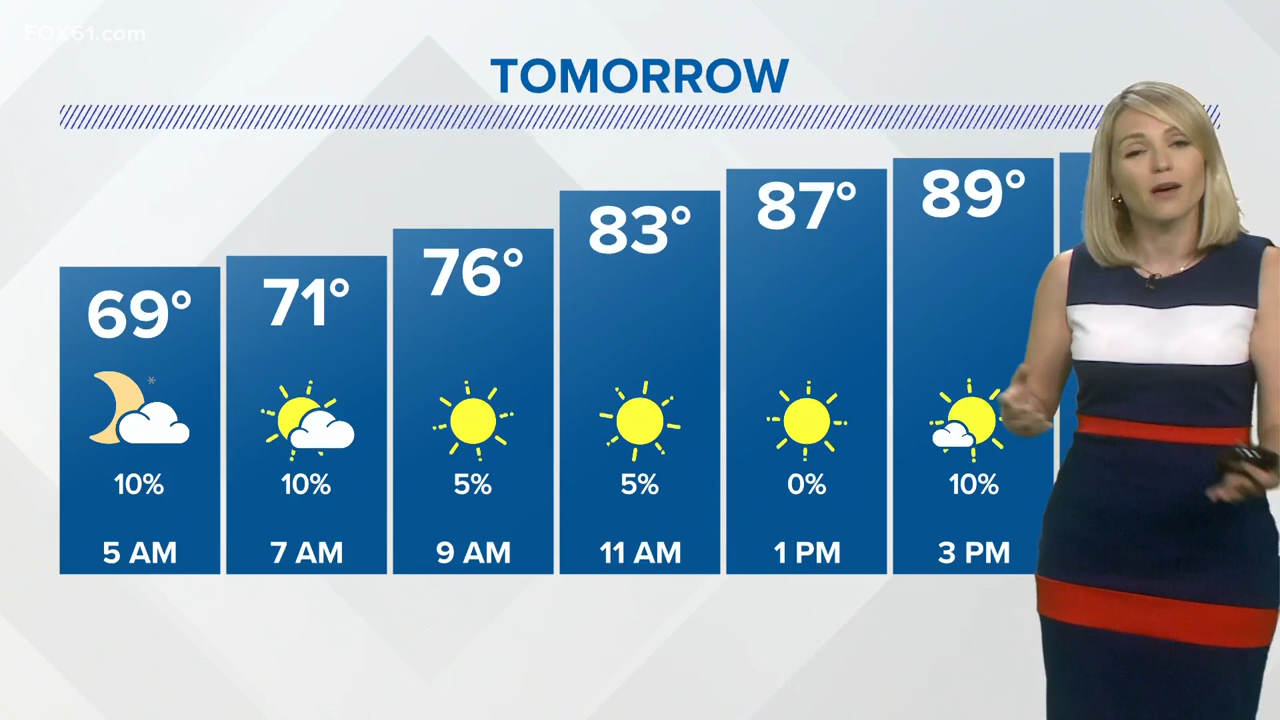 FOX61.com
TOMORROW
69° 71° 76° 83° 87° 89°
10% 10% 5% 5% 0% 10%
5 AM 7 AM 9 AM 11 AM 1 PM 3 PM